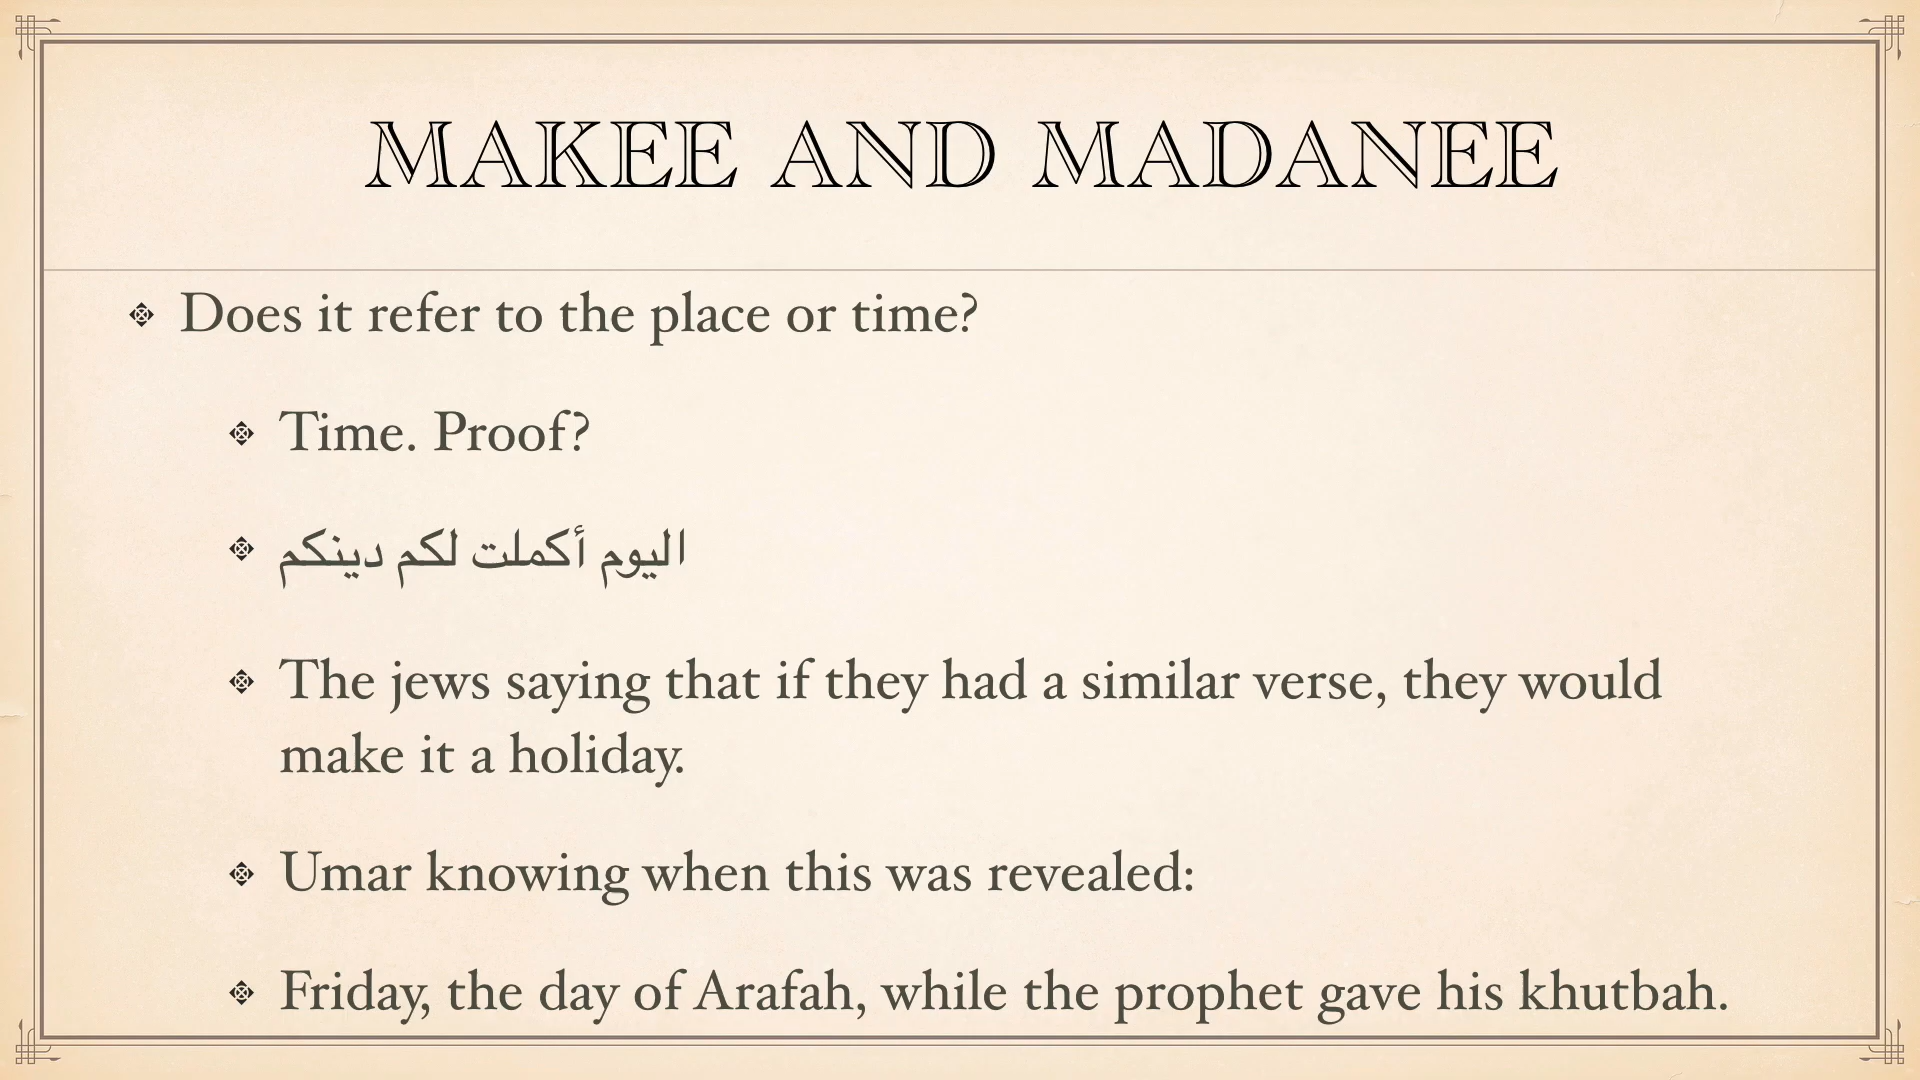 MAKEE AND MADANEE
Does it refer to the place or time?
Time. Proof?
اليوم أكملت لكم دينكم
The jews saying that if they had a similar verse, they would
make it a holiday.
Umar knowing when this was revealed:
Friday, the day of Arafah, while the prophet gave his khutbah.